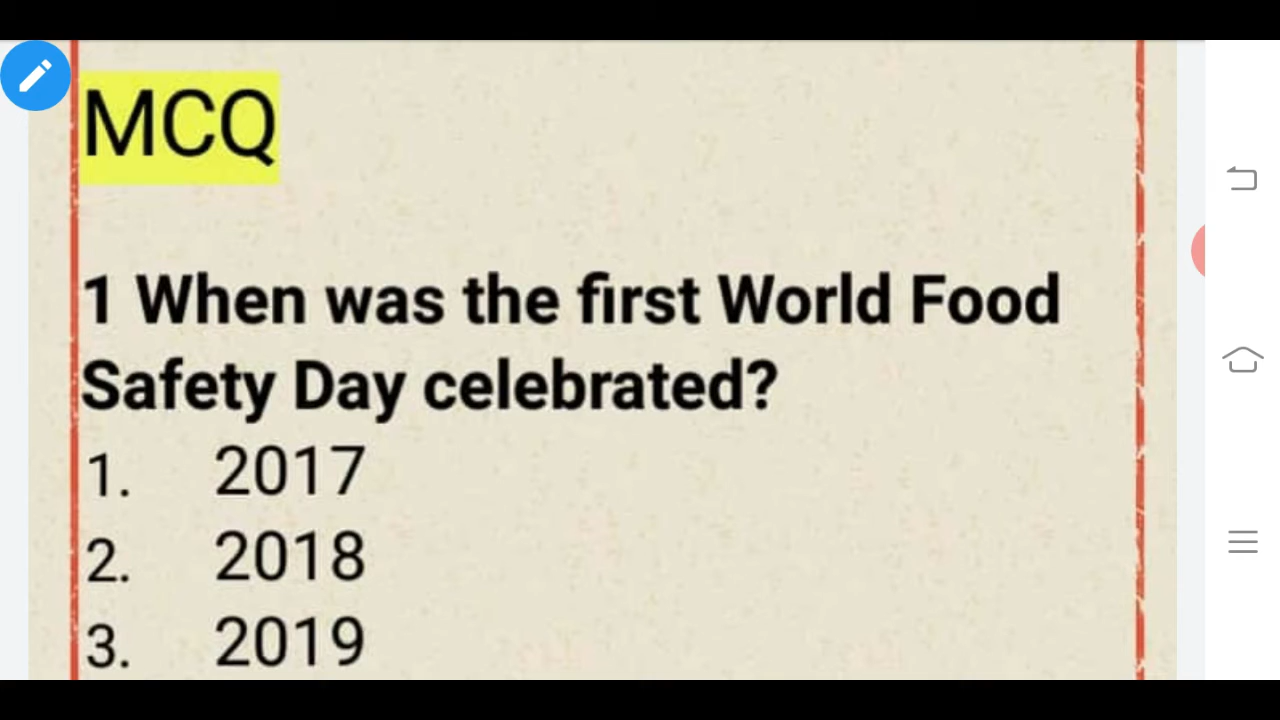 MCQ
1 When was the first World Food
Safety Day celebrated?
1. 2017
2. 2018
3. 2019